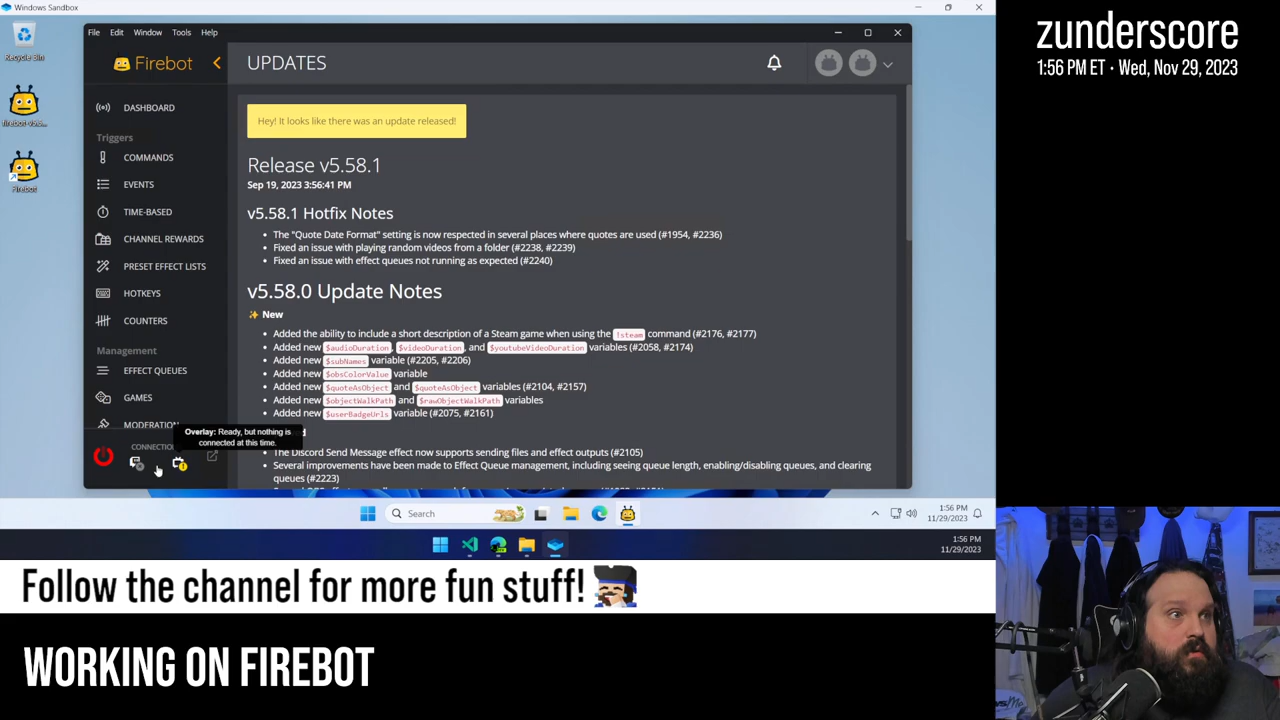 Windows Sandbox
zunderscore
1:56 PM ET • Wed, Nov 29, 2023
Recycle Bin
firebot-v5.0...
Firebot
File Edit Window Tools Help
Firebot
UPDATES
DASHBOARD
Triggers
COMMANDS
EVENTS
TIME-BASED
CHANNEL REWARDS
PRESET EFFECT LISTS
HOTKEYS
COUNTERS
Management
EFFECT QUEUES
GAMES
MODERATION
CONNECTIO
Overlay: Ready, but nothing is
connected at this time.
Hey! It looks like there was an update released!
Release v5.58.1
Sep 19, 2023 3:56:41 PM
v5.58.1 Hotfix Notes
The "Quote Date Format" setting is now respected in several places where quotes are used (#1954, #2236)
Fixed an issue with playing random videos from a folder (#2238, #2239)
Fixed an issue with effect queues not running as expected (#2240)
v5.58.0 Update Notes
✨ New
Added the ability to include a short description of a Steam game when using the !steam command (#2176, #2177)
Added new $audioDuration, $videoDuration, and $youtubeVideoDuration variables (#2058, #2174)
Added new $subNames variable (#2205, #2206)
Added new $obsColorValue variable
Added new $quoteAsObject and $quoteAsObject variables (#2104, #2157)
Added new $objectWalkPath and $rawObjectWalkPath variables
Added new $userBadgeUrls variable (#2075, #2161)
The Discord Send Message effect now supports sending files and effect outputs (#2105)
Several improvements have been made to Effect Queue management, including seeing queue length, enabling/disabling queues, and clearing
queues (#2223)
Search
1:56 PM
11/29/2023
1:56 PM
11/29/2023
Follow the channel for more fun stuff!
WORKING ON FIREBOT